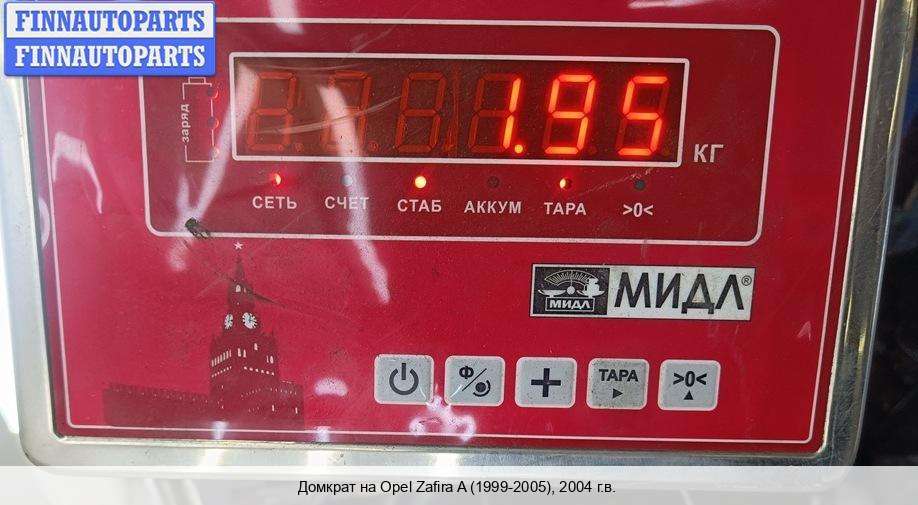 FINNAUTOPARTS
FINNAUTOPARTS
заряд
1.95
КГ
СЕТЬ СЧЕТ СТАБ АККУМ ТАРА >0<
МИДЛ МИДЛ®
Ф + ТАРА >0<
Домкрат на Opel Zafira A (1999-2005), 2004 г.в.